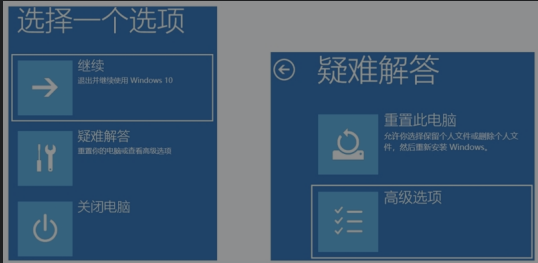 选择一个选项
继续
退出并继续使用 Windows 10
疑难解答
重置你的电脑或查看高级选项
关闭电脑
疑难解答
重置此电脑
允许你选择保留个人文件或删除个人文
件，然后重新安装 Windows。
高级选项